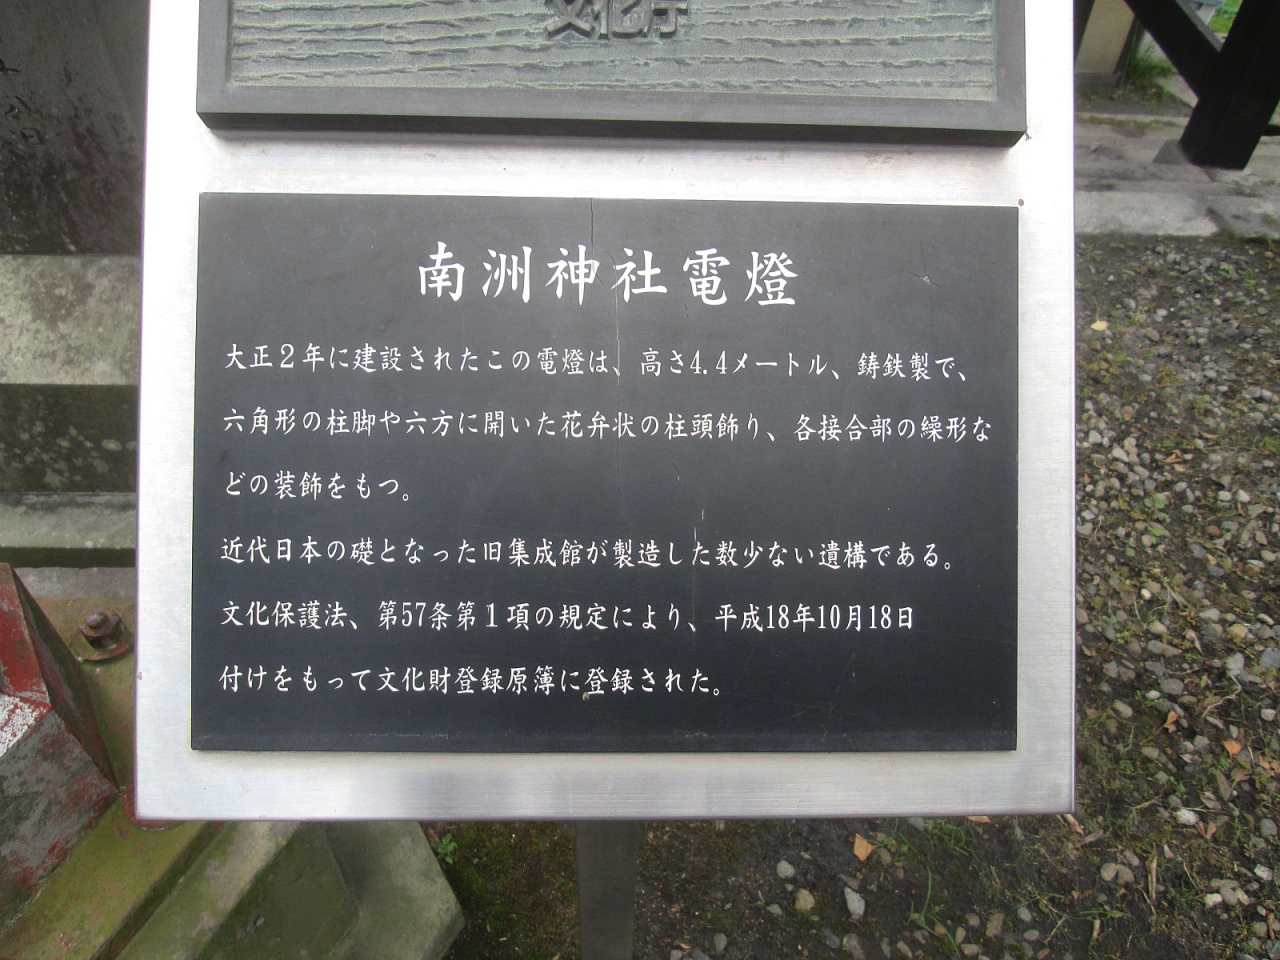 文化庁
南洲神社電燈
大正2年に建設されたこの電燈は、高さ4.4メートル、鋳鉄製で、
六角形の柱脚や六方に開いた花弁状の柱頭飾り、各接合部の繰形な
どの装飾をもつ。
近代日本の礎となった旧集成館が製造した数少ない遺構である。
文化保護法、第57条第1項の規定により、平成18年10月18日
付けをもって文化財登録原簿に登録された。